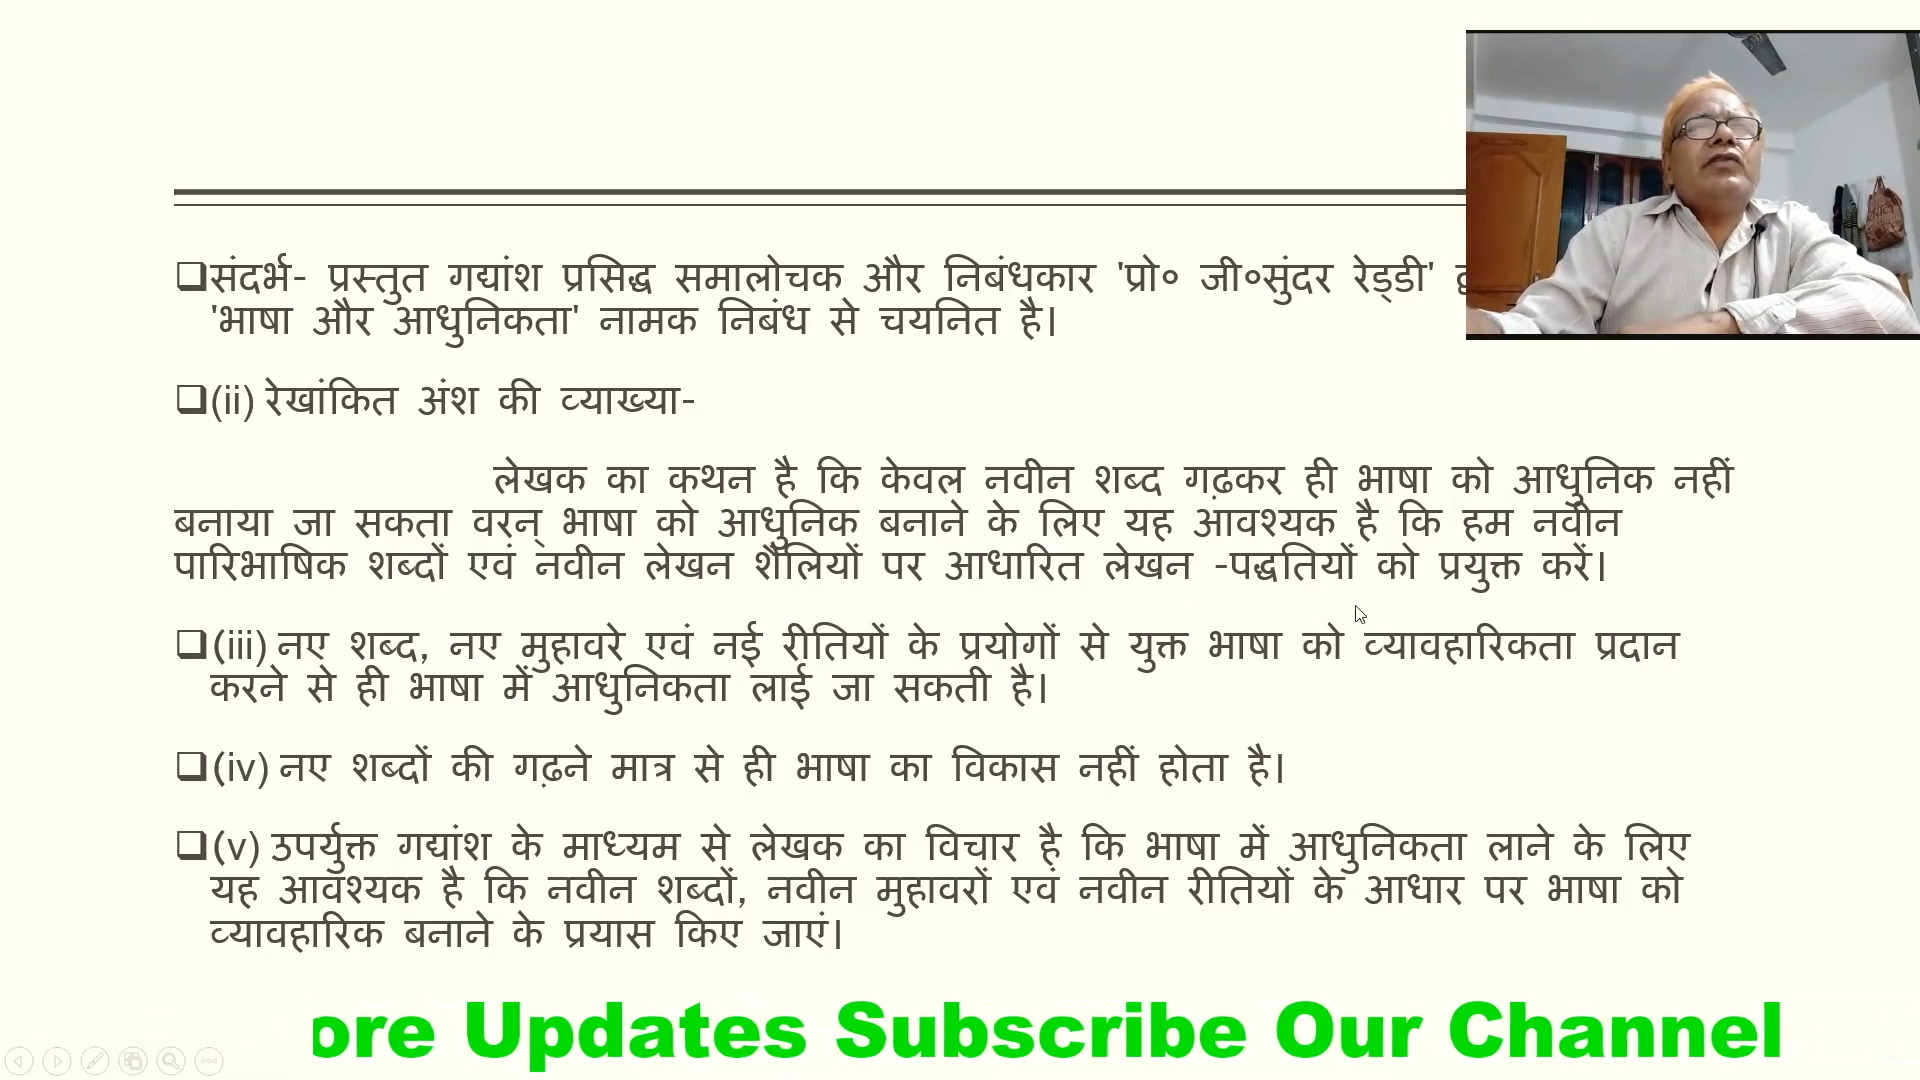 संदर्भ- प्रस्तुत गद्यांश प्रसिद्ध समालोचक और निबंधकार 'प्रो० जी०सुंदर रेड्डी'
'भाषा और आधुनिकता' नामक निबंध से चयनित है।
(ii) रेखांकित अंश की व्याख्या-
लेखक का कथन है कि केवल नवीन शब्द गढ़कर ही भाषा को आधुनिक नहीं
बनाया जा सकता वरन् भाषा को आधुनिक बनाने के लिए यह आवश्यक है कि हम नवीन
पारिभाषिक शब्दों एवं नवीन लेखन शैलियों पर आधारित लेखन -पद्धतियों को प्रयुक्त करें।
(iii) नए शब्द, नए मुहावरे एवं नई रीतियों के प्रयोगों से युक्त भाषा को व्यावहारिकता प्रदान
करने से ही भाषा में आधुनिकता लाई जा सकती है।
(iv) नए शब्दों की गढ़ने मात्र से ही भाषा का विकास नहीं होता है।
(v) उपर्युक्त गद्यांश के माध्यम से लेखक का विचार है कि भाषा में आधुनिकता लाने के लिए
यह आवश्यक है कि नवीन शब्दों, नवीन मुहावरों एवं नवीन रीतियों के आधार पर भाषा को
व्यावहारिक बनाने के प्रयास किए जाएं।
ore Updates Subscribe Our Channel